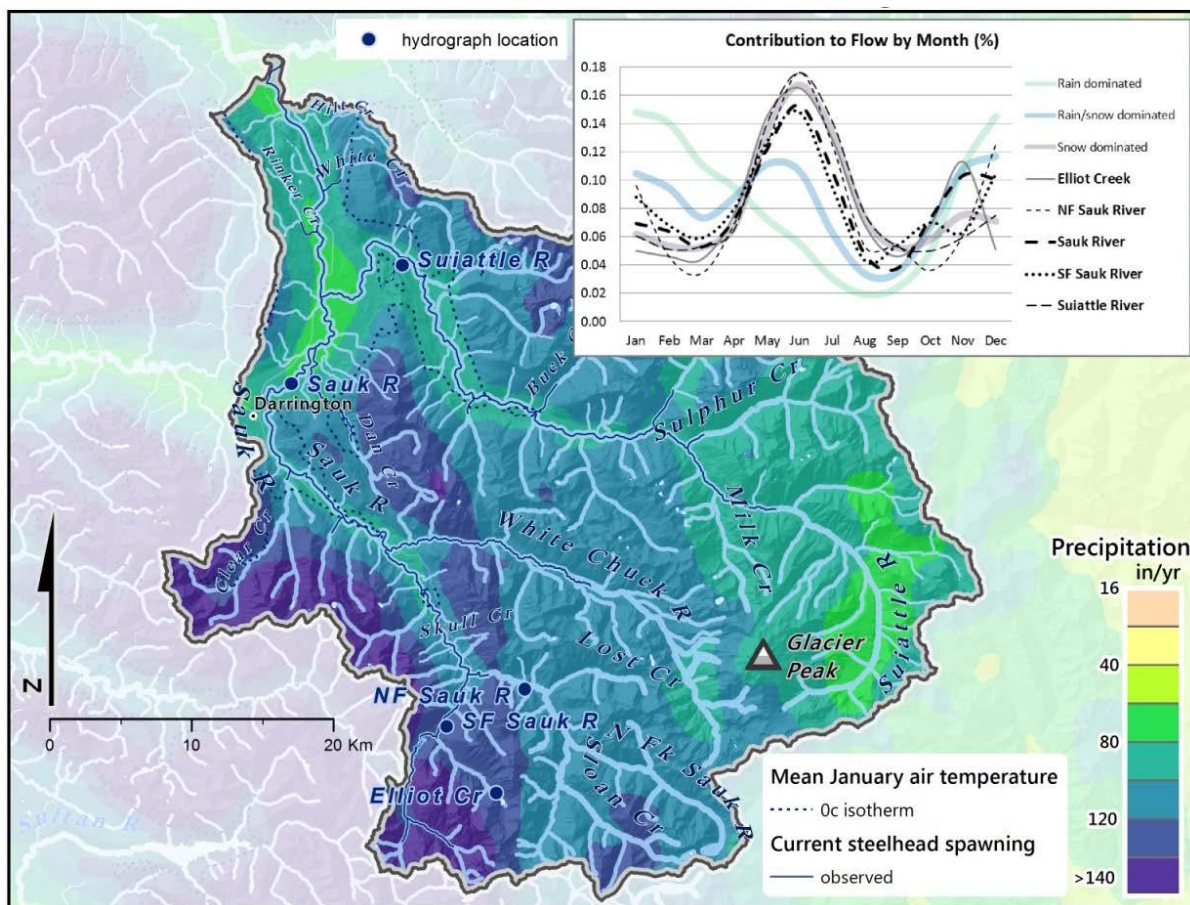 hydrograph location
Contribution to Flow by Month (%)
0.18
0.16
0.14
0.12
0.10
0.08
0.06
0.04
0.02
0.00
Jan Feb Mar Apr May Jun Jul Aug Sep Oct Nov Dec
Rain dominated
Rain/snow dominated
Snow dominated
Elliot Creek
NF Sauk River
Sauk River
SF Sauk River
Suiattle River
Hilt Cr
White Cr
Rinker Cr
Suiattle R
Buck C
Sauk R
Darrington
Sauk R
Dan Cr
Sauk R
Sulphur Cr
Milk Cr
Clear Cr
White Chuck R
Suiattle R
Skull Cr
Lost Cr
Glacier
Peak
NF Sauk R
SF Sauk R
N Fk Sauk R
Sloan Cr
Elliot Cr
Sultan R
N
0 10 20 Km
Mean January air temperature
0c isotherm
Current steelhead spawning
observed
Precipitation
in/yr
16
40
80
120
>140